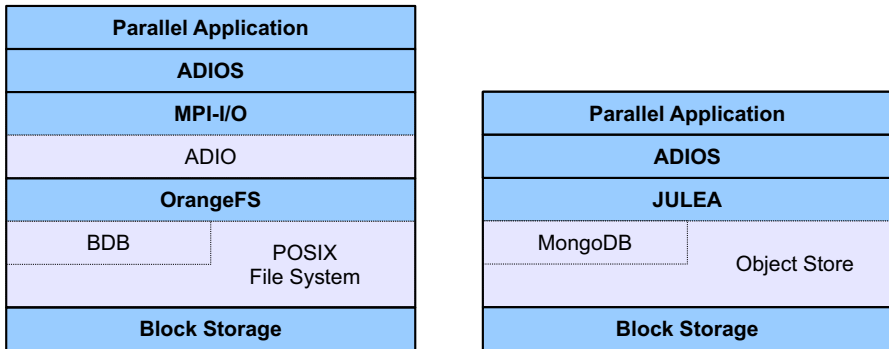 Parallel Application
ADIOS
MPI-I/O
ADIO
OrangeFS
BDB
POSIX
File System
Block Storage
Parallel Application
ADIOS
JULEA
MongoDB
Object Store
Block Storage